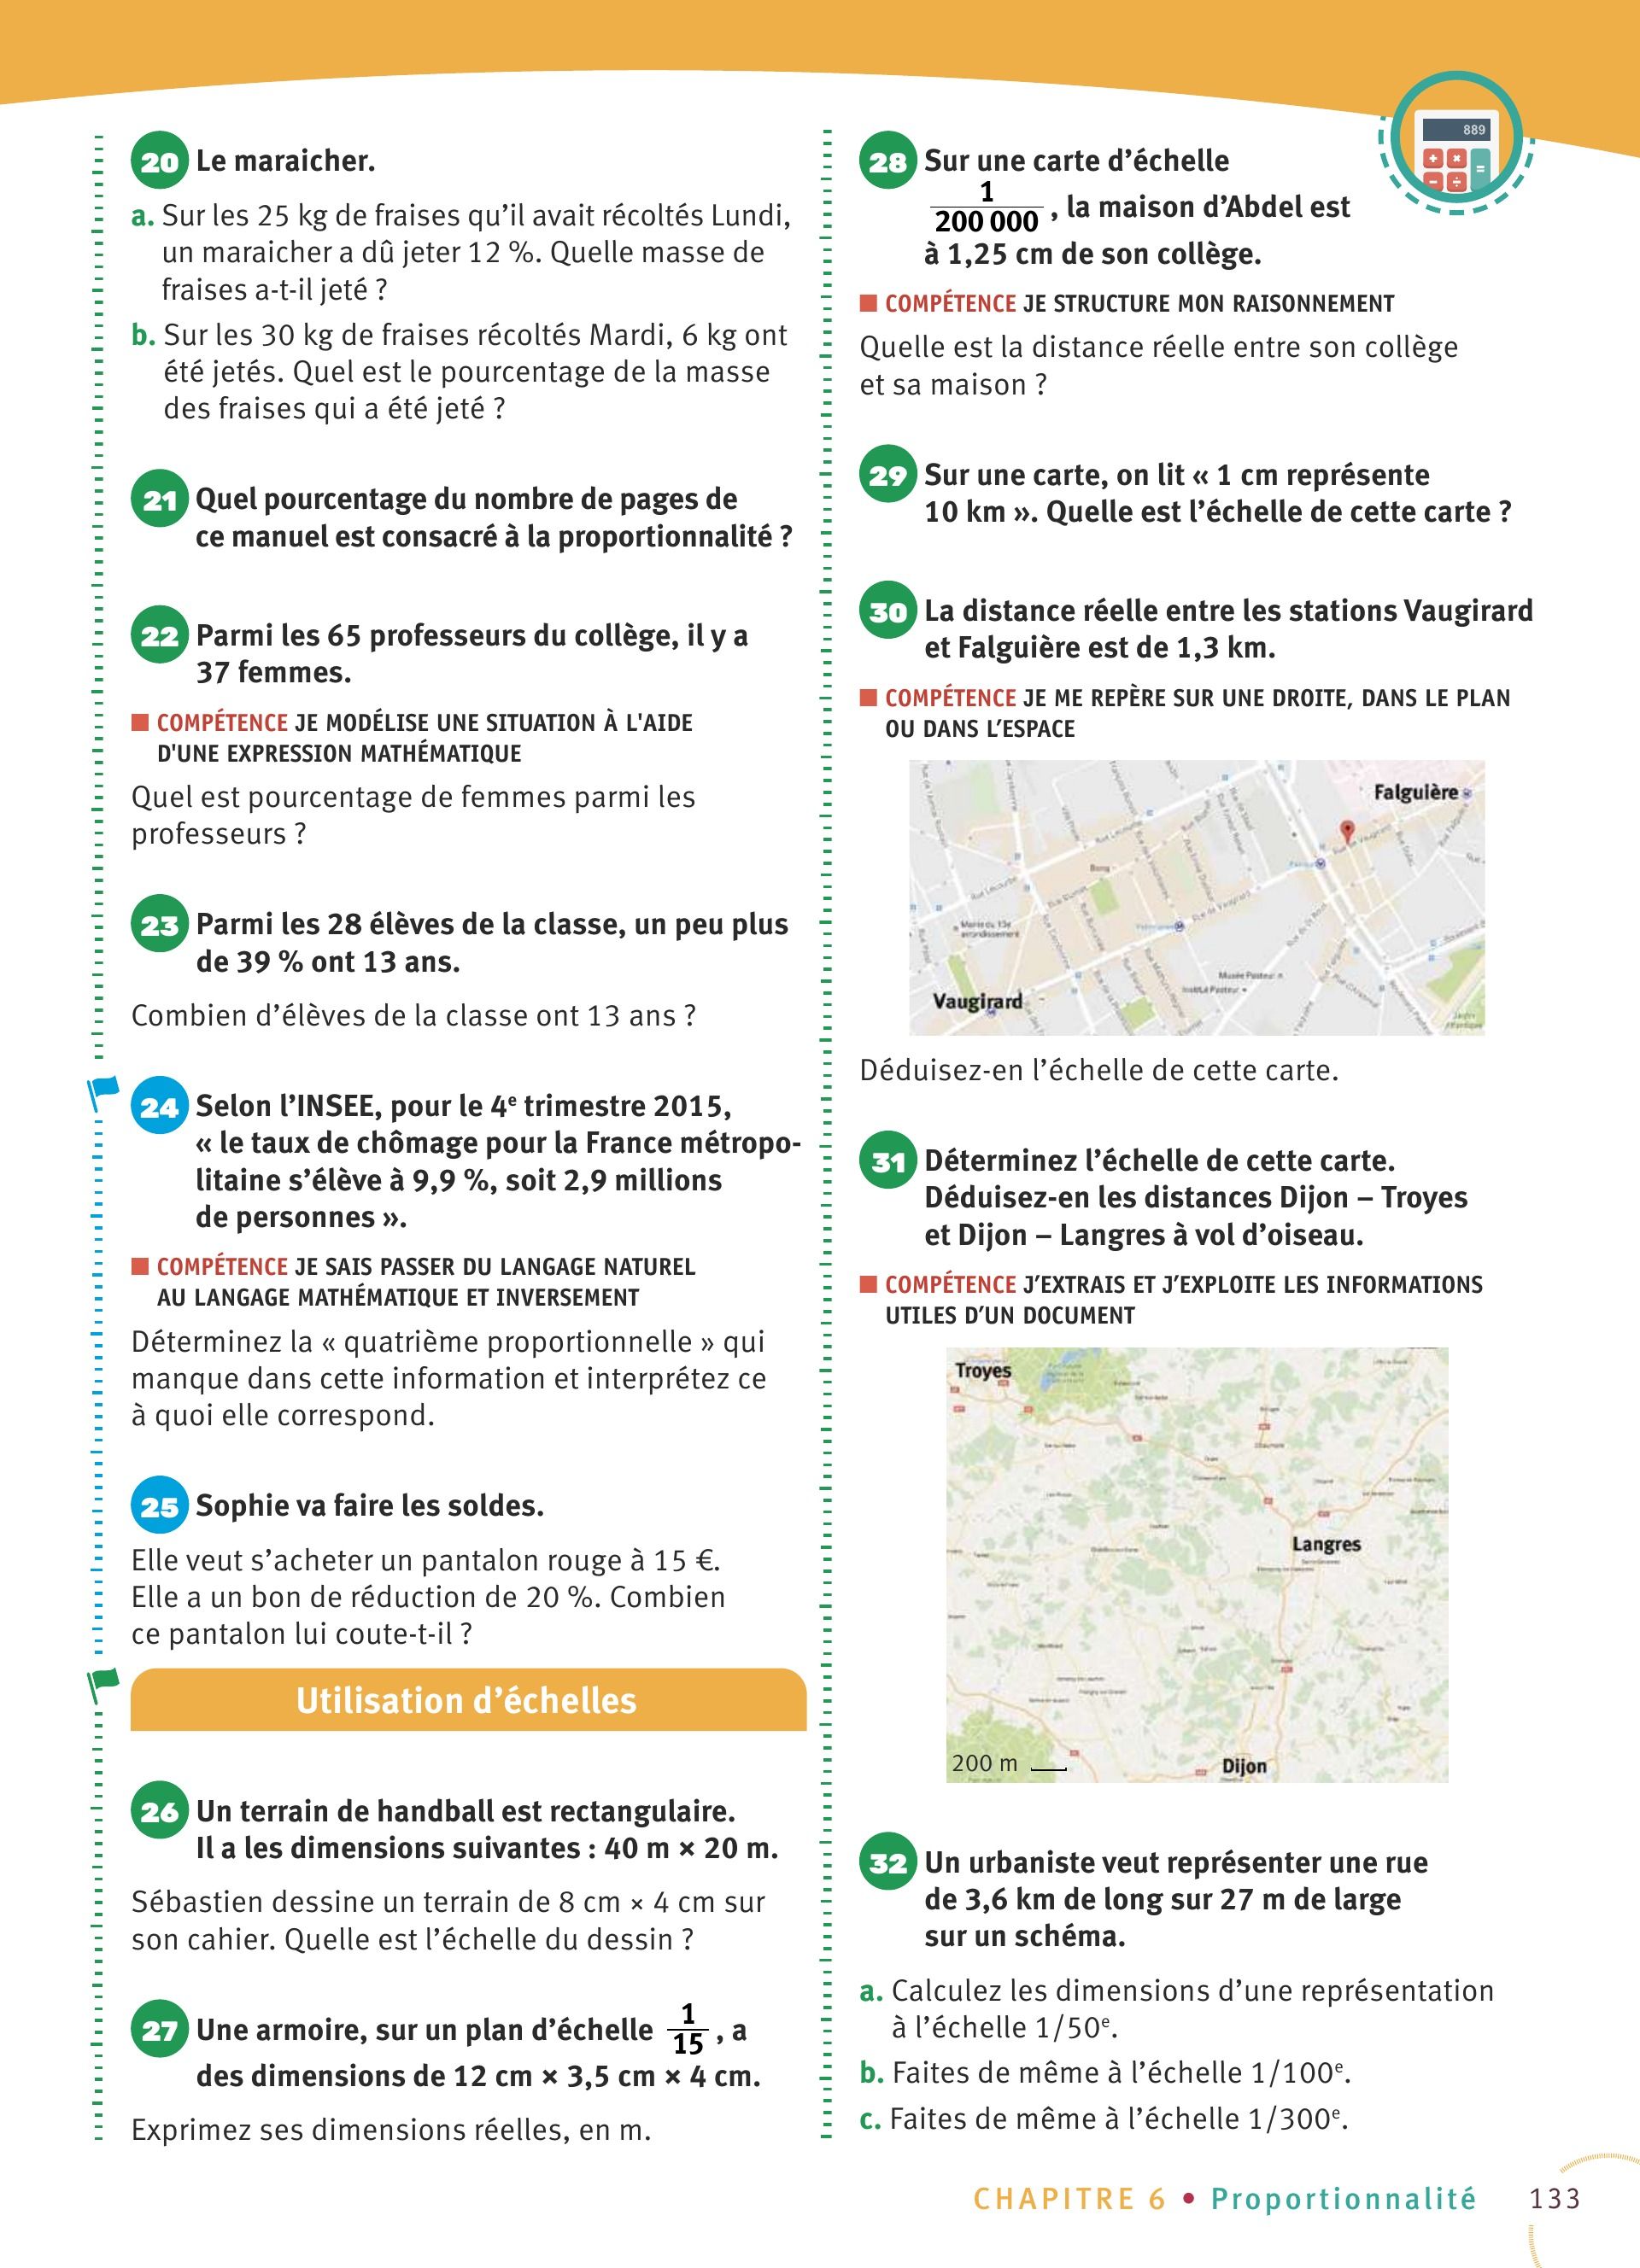 889
20 Le maraicher.
a. Sur les 25 kg de fraises qu’il avait récoltés Lundi,
un maraicher a dû jeter 12 %. Quelle masse de
fraises a-t-il jeté ?
b. Sur les 30 kg de fraises récoltés Mardi, 6 kg ont
été jetés. Quel est le pourcentage de la masse
des fraises qui a été jeté ?
21 Quel pourcentage du nombre de pages de
ce manuel est consacré à la proportionnalité ?
22 Parmi les 65 professeurs du collège, il y a
37 femmes.
COMPÉTENCE JE MODÉLISE UNE SITUATION À L'AIDE
D'UNE EXPRESSION MATHÉMATIQUE
Quel est pourcentage de femmes parmi les
professeurs ?
23 Parmi les 28 élèves de la classe, un peu plus
de 39 % ont 13 ans.
Combien d’élèves de la classe ont 13 ans ?
24 Selon l’INSEE, pour le 4e trimestre 2015,
« le taux de chômage pour la France métropo-
litaine s’élève à 9,9 %, soit 2,9 millions
de personnes ».
COMPÉTENCE JE SAIS PASSER DU LANGAGE NATUREL
AU LANGAGE MATHÉMATIQUE ET INVERSEMENT
Déterminez la « quatrième proportionnelle » qui
manque dans cette information et interprétez ce
à quoi elle correspond.
25 Sophie va faire les soldes.
Elle veut s’acheter un pantalon rouge à 15 €.
Elle a un bon de réduction de 20 %. Combien
ce pantalon lui coute-t-il ?
Utilisation d’échelles
26 Un terrain de handball est rectangulaire.
Il a les dimensions suivantes : 40 m × 20 m.
Sébastien dessine un terrain de 8 cm × 4 cm sur
son cahier. Quelle est l’échelle du dessin ?
27 Une armoire, sur un plan d’échelle 1/15, a
des dimensions de 12 cm × 3,5 cm × 4 cm.
Exprimez ses dimensions réelles, en m.
28 Sur une carte d’échelle
1/200 000, la maison d’Abdel est
à 1,25 cm de son collège.
COMPÉTENCE JE STRUCTURE MON RAISONNEMENT
Quelle est la distance réelle entre son collège
et sa maison ?
29 Sur une carte, on lit « 1 cm représente
10 km ». Quelle est l’échelle de cette carte ?
30 La distance réelle entre les stations Vaugirard
et Falguière est de 1,3 km.
COMPÉTENCE JE ME REPÈRE SUR UNE DROITE, DANS LE PLAN
OU DANS L’ESPACE
Falguière
Rue Lecourbe
Rue de Vaugirard
Musée Pasteur
Institut Pasteur
Vaugirard
Déduisez-en l’échelle de cette carte.
31 Déterminez l’échelle de cette carte.
Déduisez-en les distances Dijon – Troyes
et Dijon – Langres à vol d’oiseau.
COMPÉTENCE J’EXTRAIS ET J’EXPLOITE LES INFORMATIONS
UTILES D’UN DOCUMENT
Troyes
Langres
200 m
Dijon
32 Un urbaniste veut représenter une rue
de 3,6 km de long sur 27 m de large
sur un schéma.
a. Calculez les dimensions d’une représentation
à l’échelle 1/50e.
b. Faites de même à l’échelle 1/100e.
c. Faites de même à l’échelle 1/300e.
CHAPITRE 6 • Proportionnalité 133